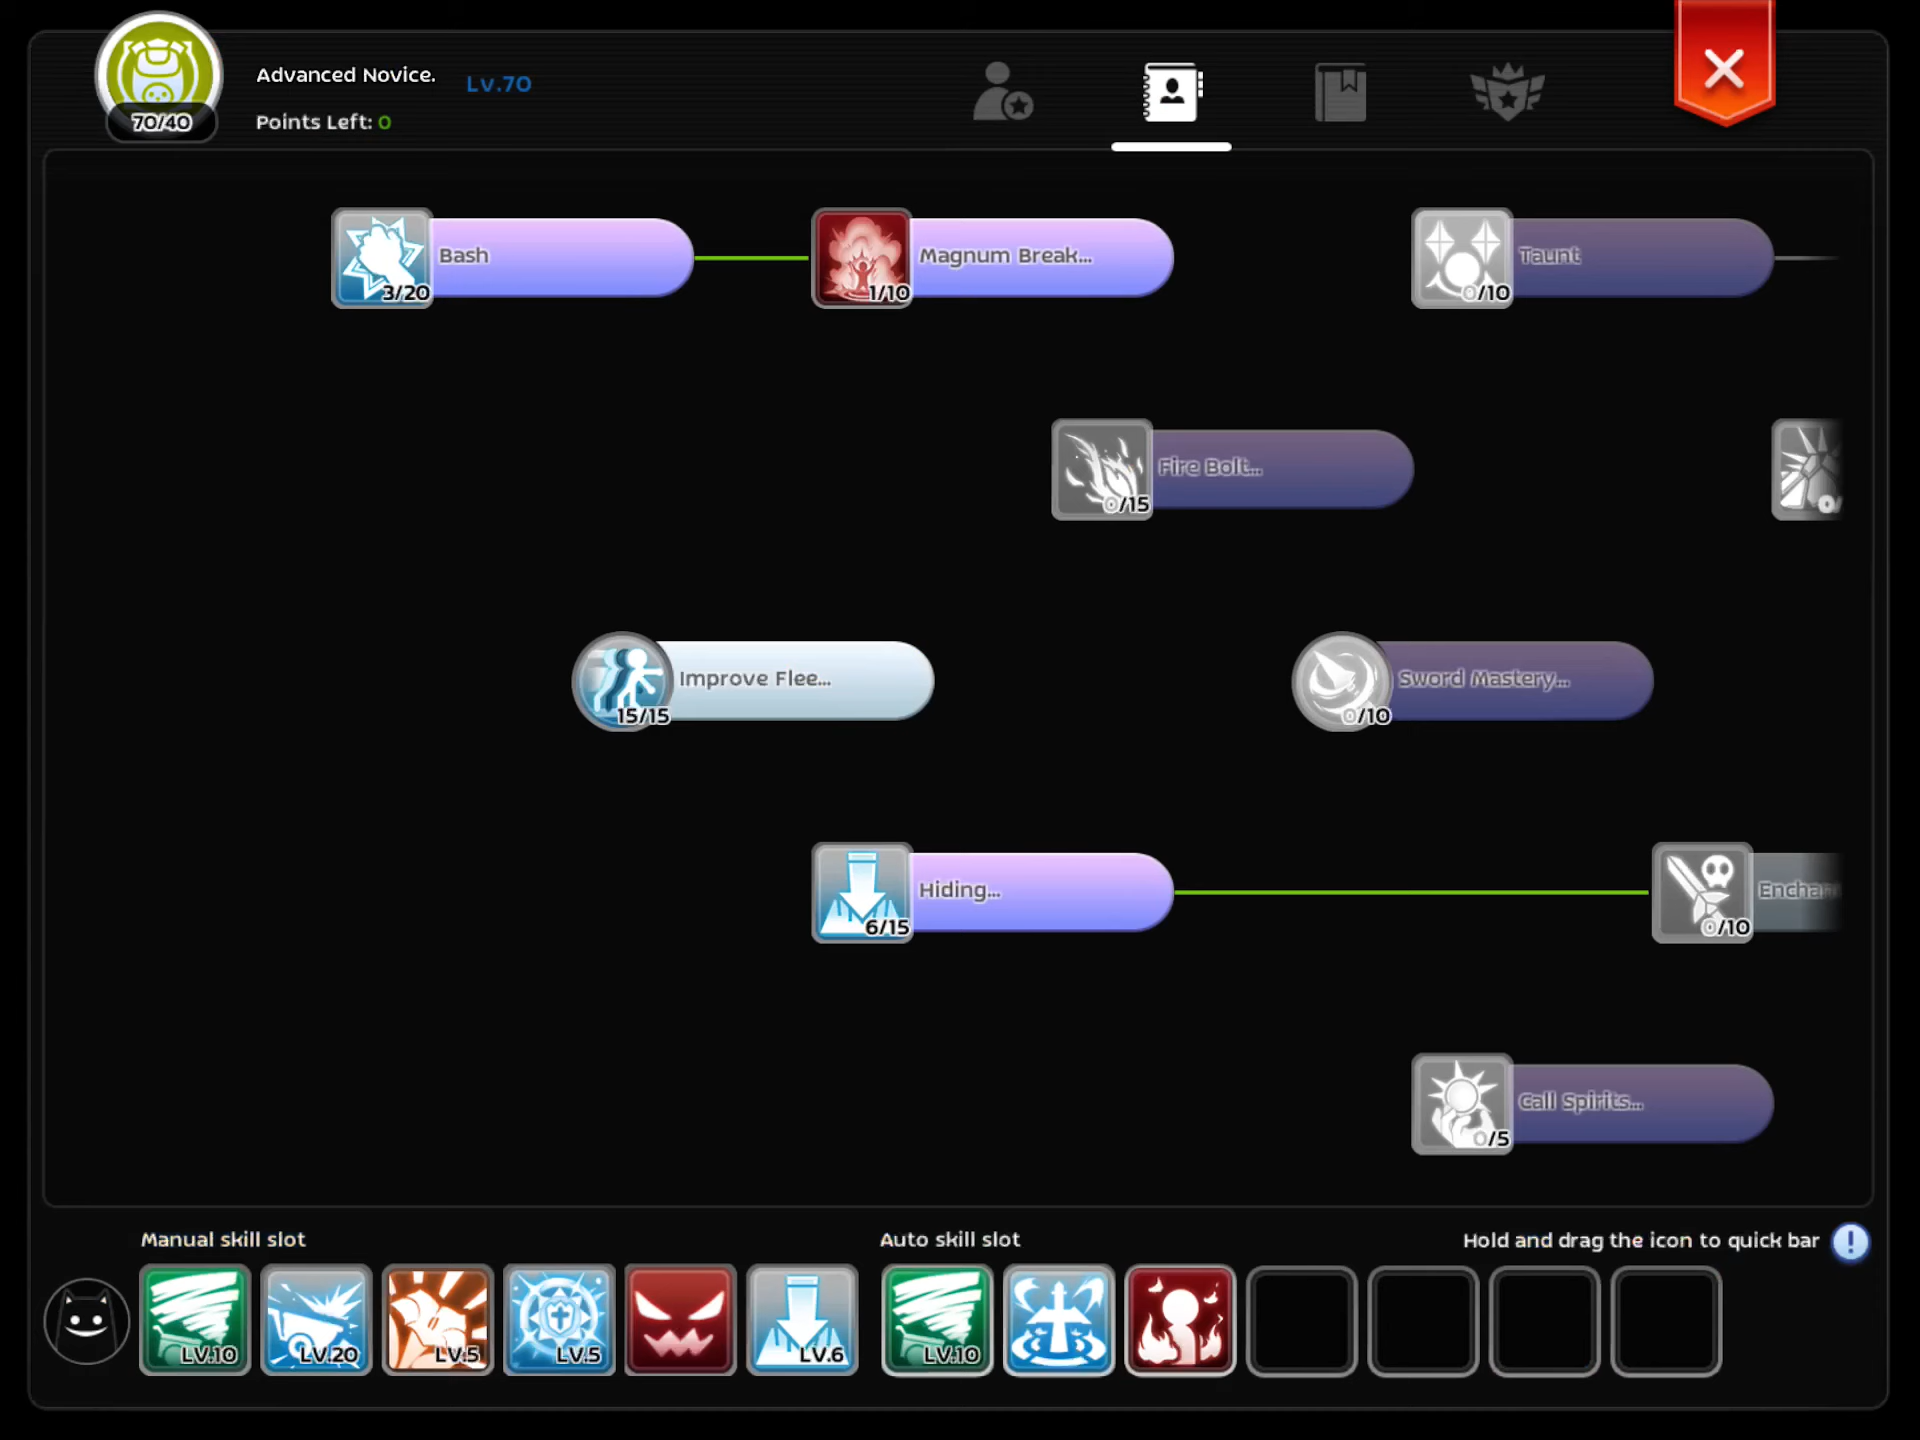 Advanced Novice.
Lv.70
70/40
Points Left: 0
Bash
3/20
Magnum Break...
1/10
Taunt
0/10
Fire Bolt...
0/15
0/
Improve Flee...
15/15
Sword Mastery...
0/10
Hiding...
6/15
Enchan
0/10
Call Spirits...
0/5
Manual skill slot
Auto skill slot
Hold and drag the icon to quick bar
!
LV.10
LV.20
LV.5
LV.5
LV.6
LV.10